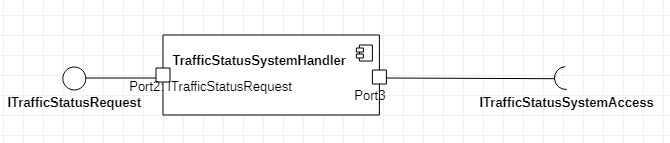 TrafficStatusSystemHandler
Port2: ITrafficStatusRequest
Port3
ITrafficStatusRequest
ITrafficStatusSystemAccess